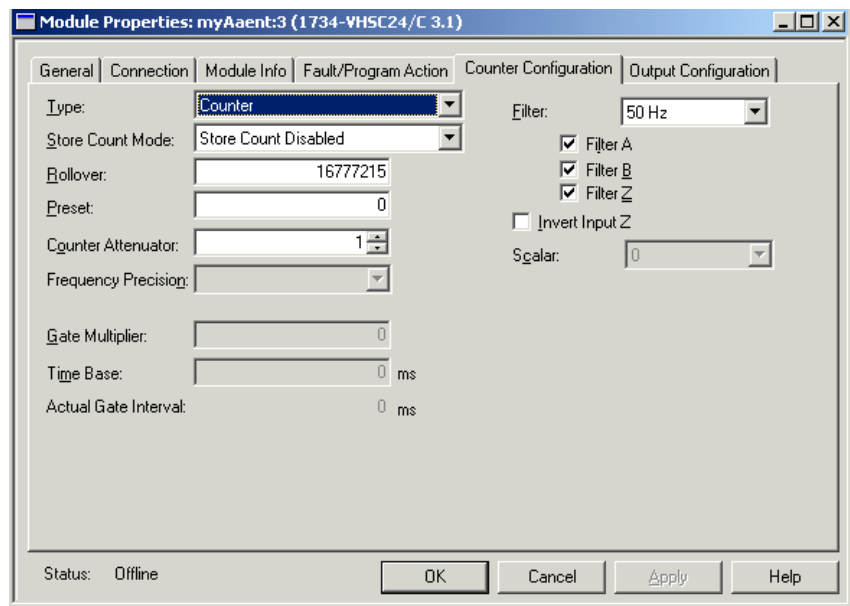 Module Properties: myAaent:3 (1734-VHSC24/C 3.1)
General Connection Module Info Fault/Program Action Counter Configuration Output Configuration
Type: Counter Filter: 50 Hz
Store Count Mode: Store Count Disabled Filter A
Rollover: 16777215 Filter B
Preset: 0 Filter Z
Invert Input Z
Counter Attenuator: 1 Scalar: 0
Frequency Precision:
Gate Multiplier: 0
Time Base: 0 ms
Actual Gate Interval: 0 ms
Status: Offline OK Cancel Apply Help